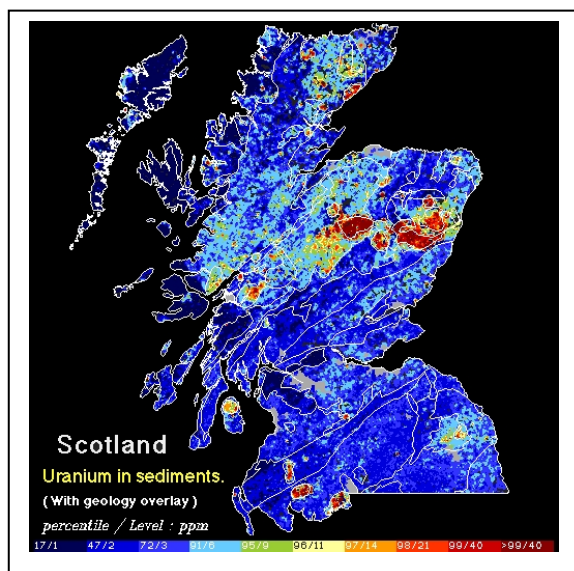 Scotland
Uranium in sediments.
( With geology overlay )
percentile / Level : ppm
17/1 47/2 72/3 91/6 95/9 96/11 97/14 98/21 99/40 >99/40